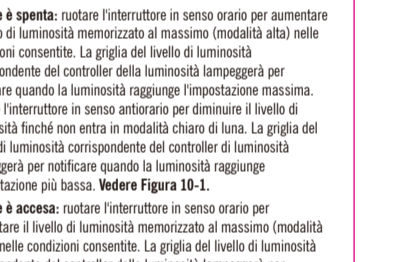 è spenta: ruotare l'interruttore in senso orario per aumentare
di luminosità memorizzato al massimo (modalità alta) nelle
oni consentite. La griglia del livello di luminosità
pondente del controller della luminosità lampeggerà per
are quando la luminosità raggiunge l'impostazione massima.
l'interruttore in senso antiorario per diminuire il livello di
sità finché non entra in modalità chiaro di luna. La griglia del
di luminosità corrispondente del controller di luminosità
ggerà per notificare quando la luminosità raggiunge
tazione più bassa. Vedere Figura 10-1.
è accesa: ruotare l'interruttore in senso orario per
tare il livello di luminosità memorizzato al massimo (modalità
nelle condizioni consentite. La griglia del livello di luminosità